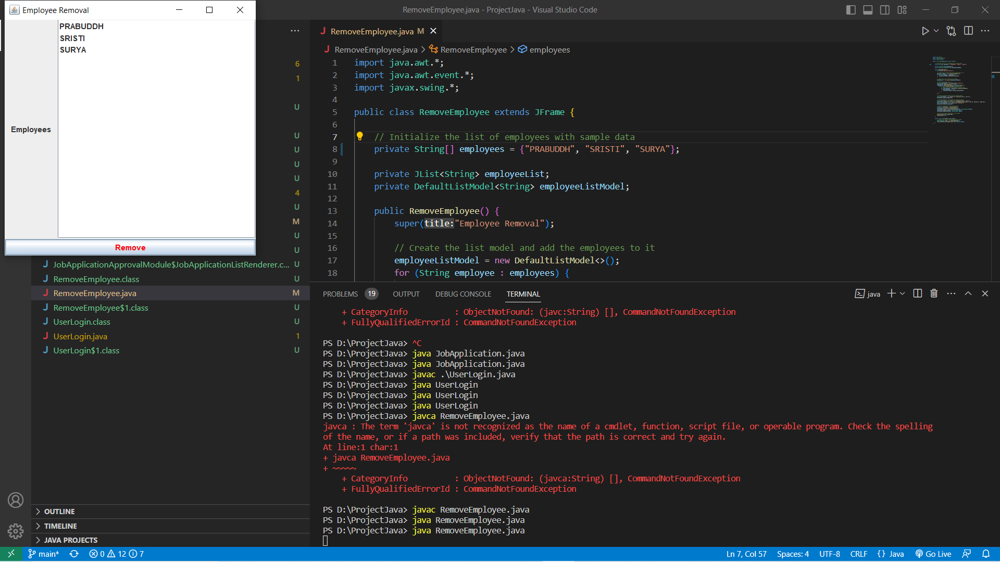 Employee Removal
Employees
PRABUDDH
SRISTI
SURYA
Remove
RemoveEmployee.java - ProjectJava - Visual Studio Code
6
1
U
U
U
U
U
4
U
M
U
U
JobApplicationApprovalModule$JobApplicationListRenderer.c... U
RemoveEmployee.class U
RemoveEmployee.java M
RemoveEmployee$1.class U
UserLogin.class U
UserLogin.java 1
UserLogin$1.class U
OUTLINE
TIMELINE
JAVA PROJECTS
RemoveEmployee.java M
RemoveEmployee.java > RemoveEmployee > employees
1 import java.awt.*;
2 import java.awt.event.*;
3 import javax.swing.*;
4
5 public class RemoveEmployee extends JFrame {
6
7 // Initialize the list of employees with sample data
8 private String[] employees = {"PRABUDDH", "SRISTI", "SURYA"};
9
10 private JList<String> employeeList;
11 private DefaultListModel<String> employeeListModel;
12
13 public RemoveEmployee() {
14 super(title:"Employee Removal");
15
16 // Create the list model and add the employees to it
17 employeeListModel = new DefaultListModel<>();
18 for (String employee : employees) {
PROBLEMS 19 OUTPUT DEBUG CONSOLE TERMINAL java
+ CategoryInfo : ObjectNotFound: (javc:String) [], CommandNotFoundException
+ FullyQualifiedErrorId : CommandNotFoundException
PS D:\ProjectJava> ^C
PS D:\ProjectJava> java JobApplication.java
PS D:\ProjectJava> java JobApplication.java
PS D:\ProjectJava> javac .\UserLogin.java
PS D:\ProjectJava> java UserLogin
PS D:\ProjectJava> java UserLogin
PS D:\ProjectJava> java UserLogin
PS D:\ProjectJava> javca RemoveEmployee.java
javca : The term 'javca' is not recognized as the name of a cmdlet, function, script file, or operable program. Check the spelling
of the name, or if a path was included, verify that the path is correct and try again.
At line:1 char:1
+ javca RemoveEmployee.java
+ ~~~~~
+ CategoryInfo : ObjectNotFound: (javca:String) [], CommandNotFoundException
+ FullyQualifiedErrorId : CommandNotFoundException
PS D:\ProjectJava> javac RemoveEmployee.java
PS D:\ProjectJava> java RemoveEmployee.java
PS D:\ProjectJava> java RemoveEmployee.java
main* 0 12 7 Ln 7, Col 57 Spaces: 4 UTF-8 CRLF {} Java Go Live